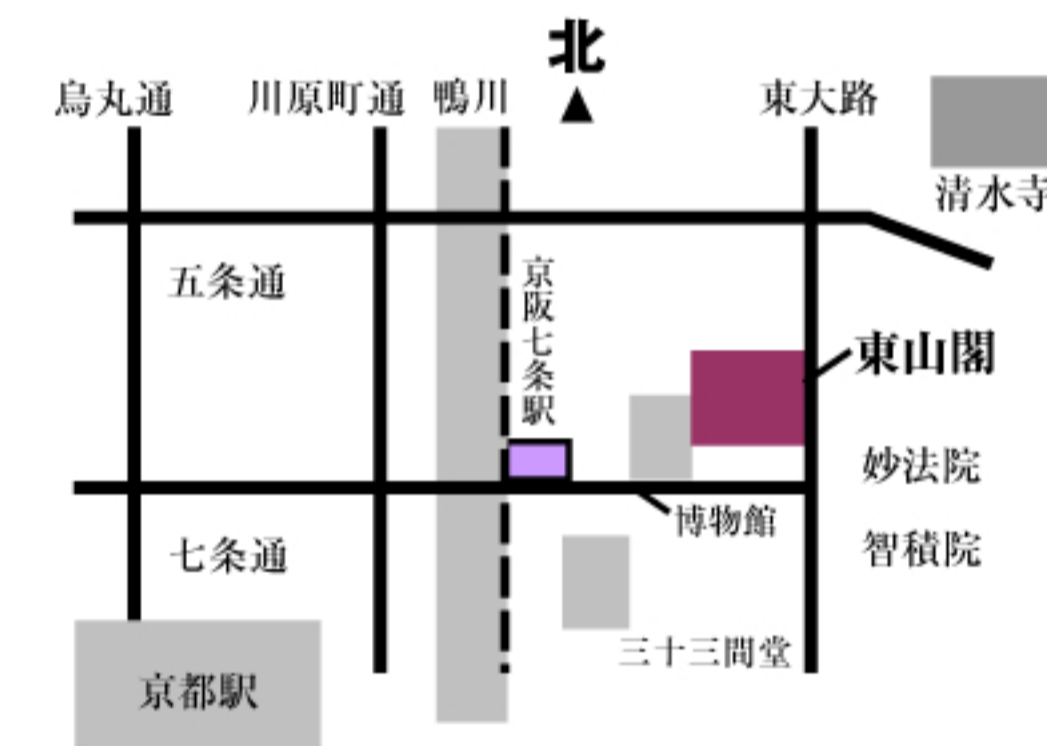 北
烏丸通
川原町通
鴨川
東大路
清水寺
五条通
京阪七条駅
東山閣
妙法院
博物館
七条通
智積院
三十三間堂
京都駅